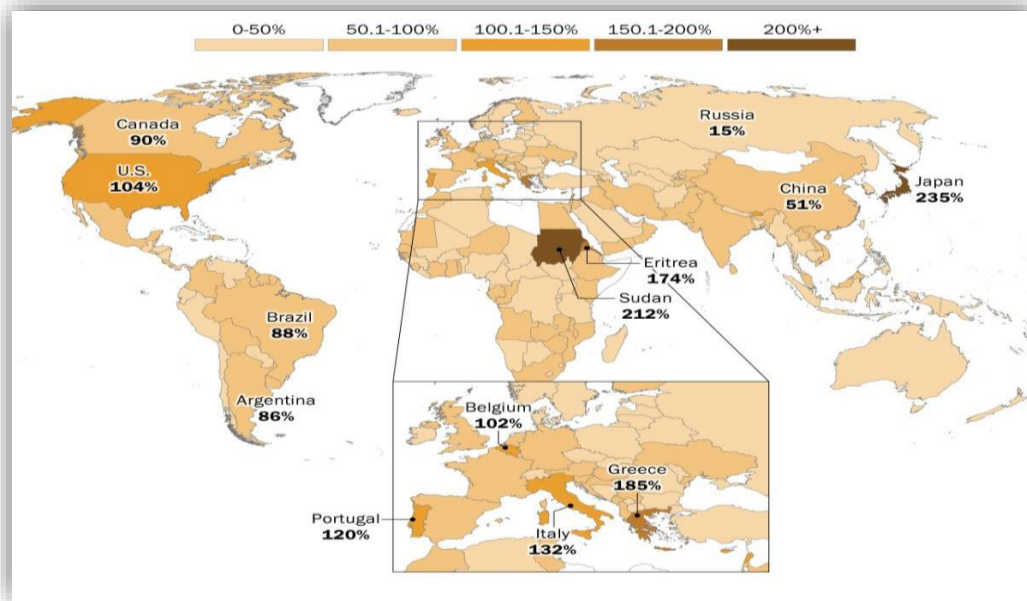 0-50%
50.1-100%
100.1-150%
150.1-200%
200%+
Canada
90%
U.S.
104%
Russia
15%
China
51%
Japan
235%
Eritrea
174%
Sudan
212%
Brazil
88%
Argentina
86%
Belgium
102%
Greece
185%
Portugal
120%
Italy
132%